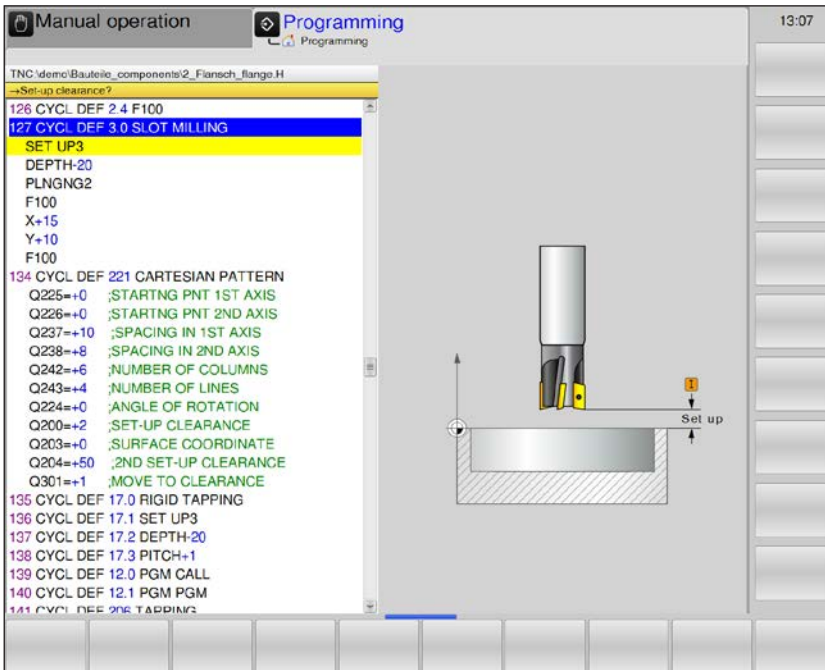 Manual operation
Programming
13:07
Programming
TNC:\demo\Bauteile_components\2_Flansch_flange.H
→Set-up clearance?
126 CYCL DEF 2.4 F100
127 CYCL DEF 3.0 SLOT MILLING
SET UP3
DEPTH-20
PLNGNG2
F100
X+15
Y+10
F100
134 CYCL DEF 221 CARTESIAN PATTERN
Q225=+0 ;STARTNG PNT 1ST AXIS
Q226=+0 ;STARTNG PNT 2ND AXIS
Q237=+10 ;SPACING IN 1ST AXIS
Q238=+8 ;SPACING IN 2ND AXIS
Q242=+6 ;NUMBER OF COLUMNS
Q243=+4 ;NUMBER OF LINES
Q224=+0 ;ANGLE OF ROTATION
Q200=+2 ;SET-UP CLEARANCE
Q203=+0 ;SURFACE COORDINATE
Q204=+50 ;2ND SET-UP CLEARANCE
Q301=+1 ;MOVE TO CLEARANCE
135 CYCL DEF 17.0 RIGID TAPPING
136 CYCL DEF 17.1 SET UP3
137 CYCL DEF 17.2 DEPTH-20
138 CYCL DEF 17.3 PITCH+1
139 CYCL DEF 12.0 PGM CALL
140 CYCL DEF 12.1 PGM PGM
141 CYCL DEF 206 TAPPING
I
Set up